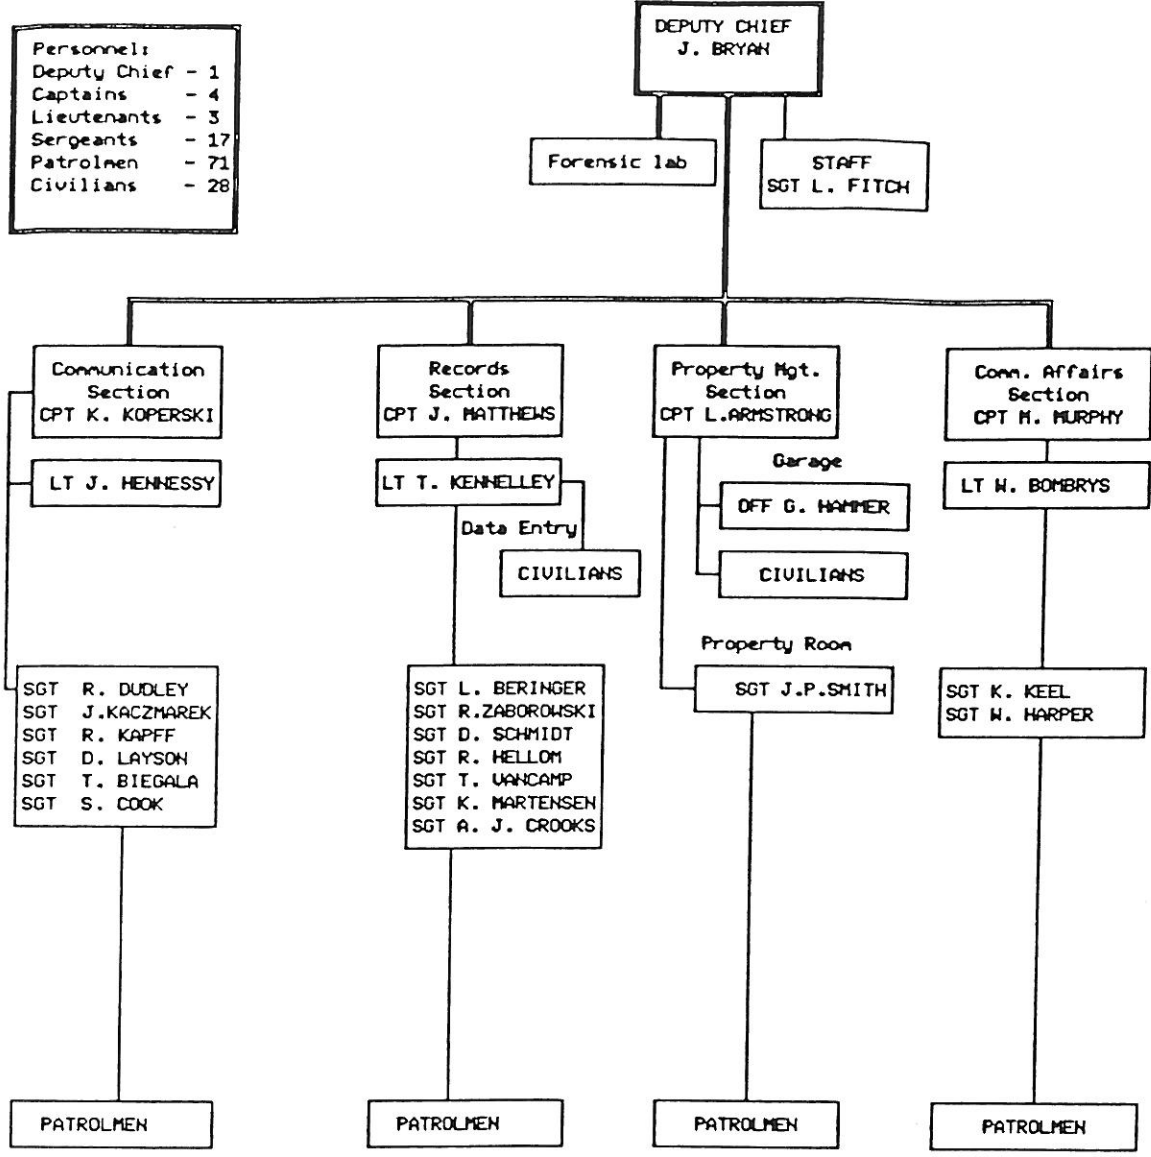 Personnel:
Deputy Chief - 1
Captains - 4
Lieutenants - 3
Sergeants - 17
Patrolmen - 71
Civilians - 28
DEPUTY CHIEF
J. BRYAN
Forensic lab
STAFF
SGT L. FITCH
Communication
Section
CPT K. KOPERSKI
LT J. HENNESSY
SGT R. DUDLEY
SGT J.KACZMAREK
SGT R. KAPFF
SGT D. LAYSON
SGT T. BIEGALA
SGT S. COOK
PATROLMEN
Records
Section
CPT J. MATTHEWS
LT T. KENNELLEY
Data Entry
CIVILIANS
SGT L. BERINGER
SGT R.ZABOROWSKI
SGT D. SCHMIDT
SGT R. HELLOM
SGT T. VANCAMP
SGT K. MARTENSEN
SGT A. J. CROOKS
PATROLMEN
Property Mgt.
Section
CPT L.ARMSTRONG
Garage
OFF G. HAMMER
CIVILIANS
Property Room
SGT J.P.SMITH
PATROLMEN
Comm. Affairs
Section
CPT M. MURPHY
LT W. BOMBRYS
SGT K. KEEL
SGT W. HARPER
PATROLMEN